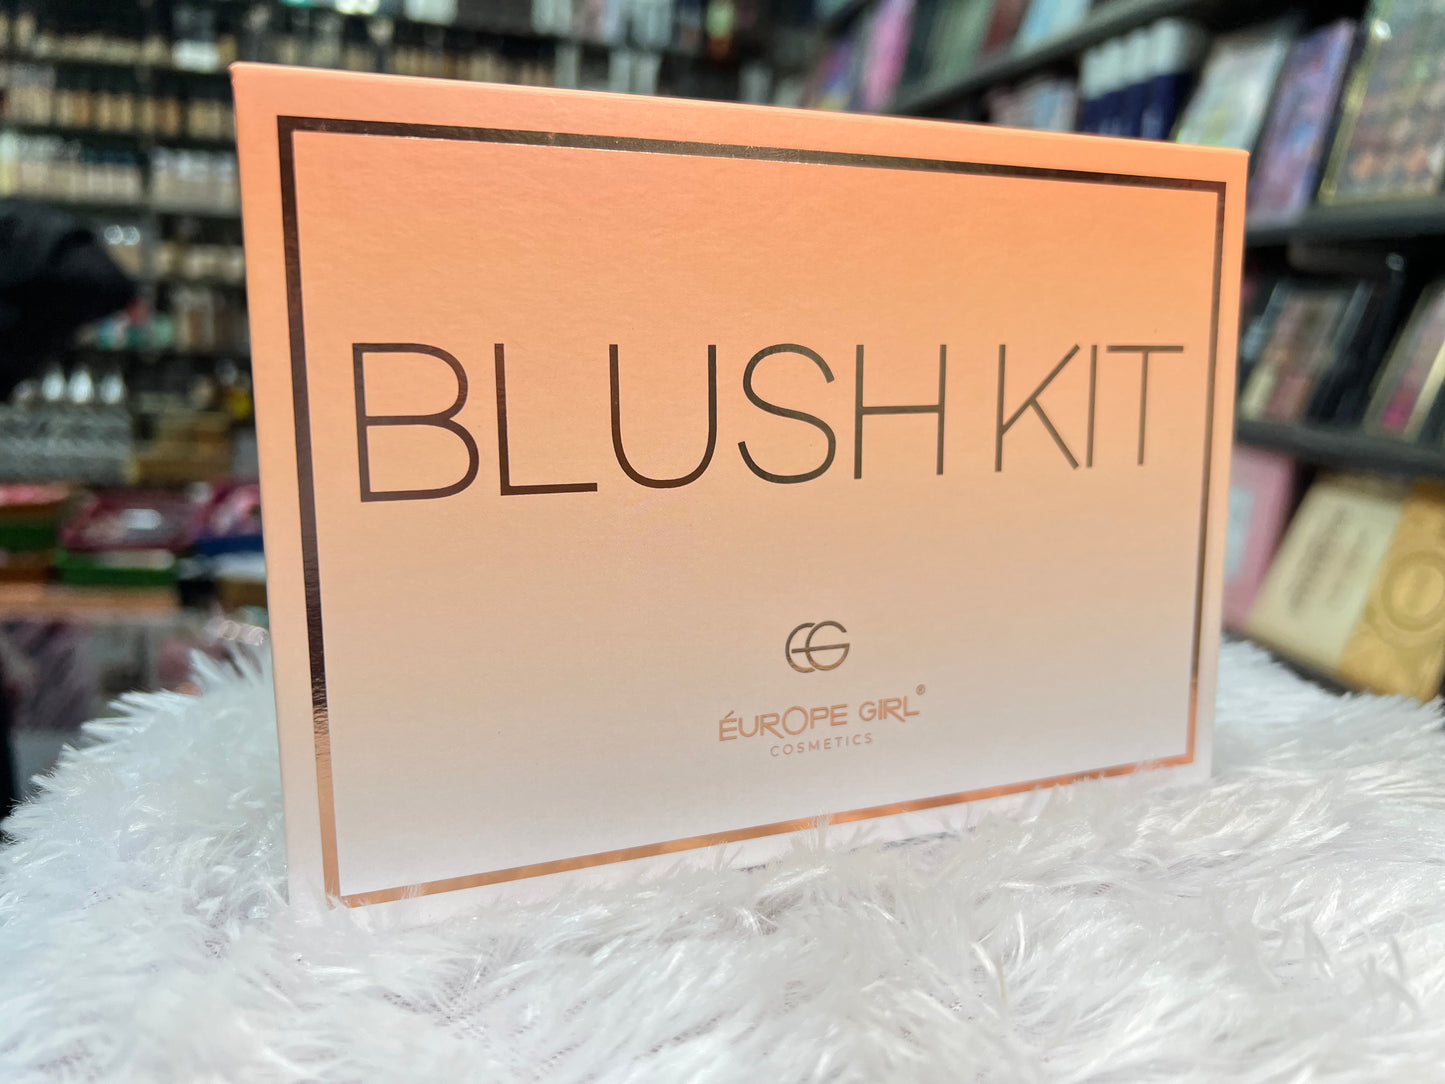 BLUSH KIT
EG
ÉUROPE GIRL®
COSMETICS